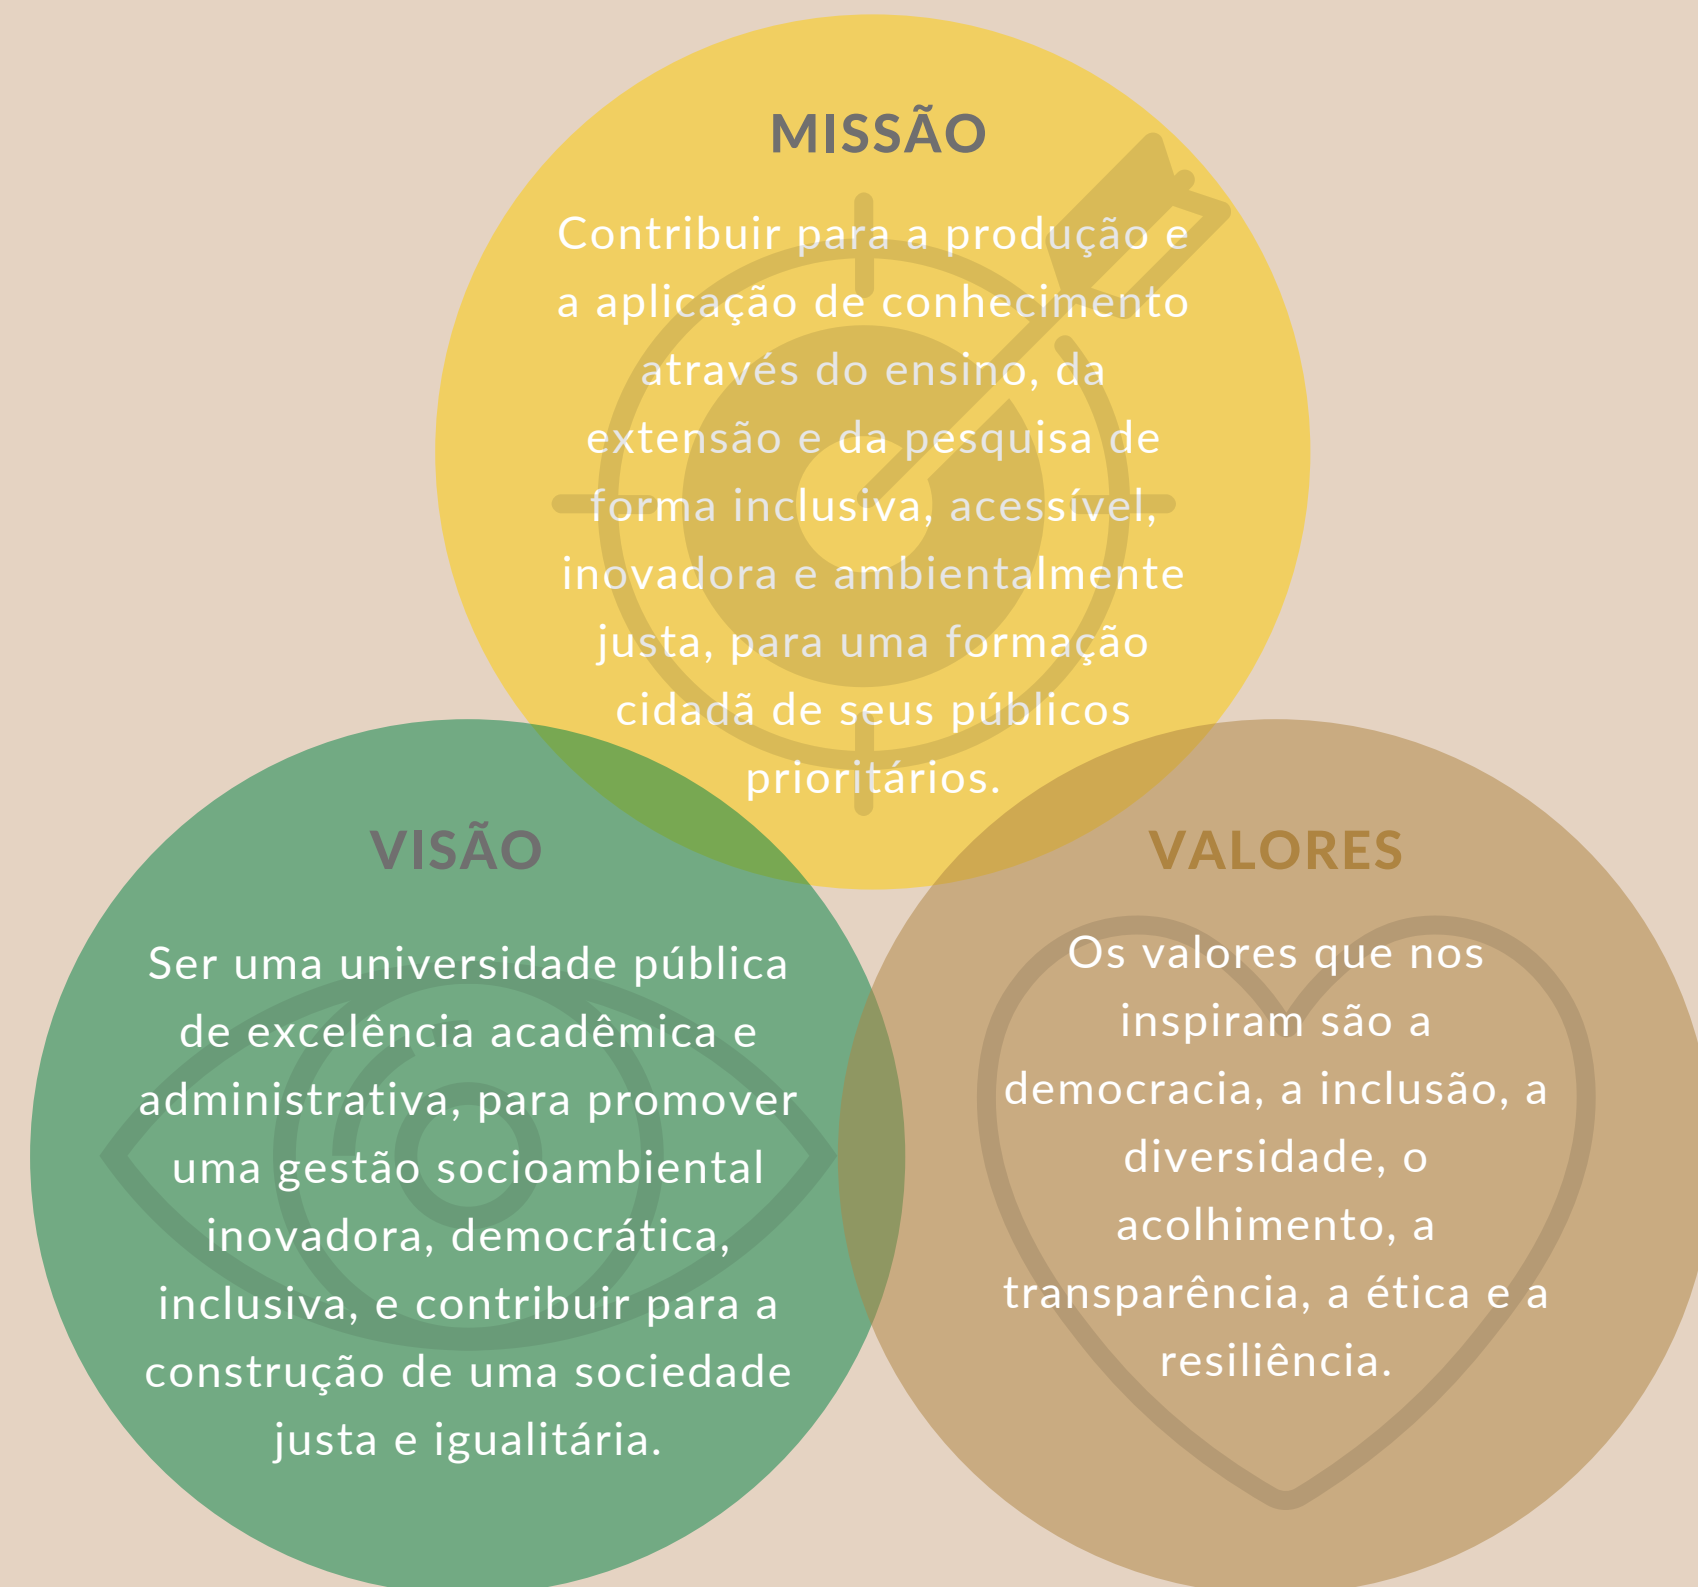 MISSÃO
Contribuir para a produção e
a aplicação de conhecimento
através do ensino, da
extensão e da pesquisa de
forma inclusiva, acessível,
inovadora e ambientalmente
justa, para uma formação
cidadã de seus públicos
prioritários.
VISÃO
Ser uma universidade pública
de excelência acadêmica e
administrativa, para promover
uma gestão socioambiental
inovadora, democrática,
inclusiva, e contribuir para a
construção de uma sociedade
justa e igualitária.
VALORES
Os valores que nos
inspiram são a
democracia, a inclusão, a
diversidade, o
acolhimento, a
transparência, a ética e a
resiliência.